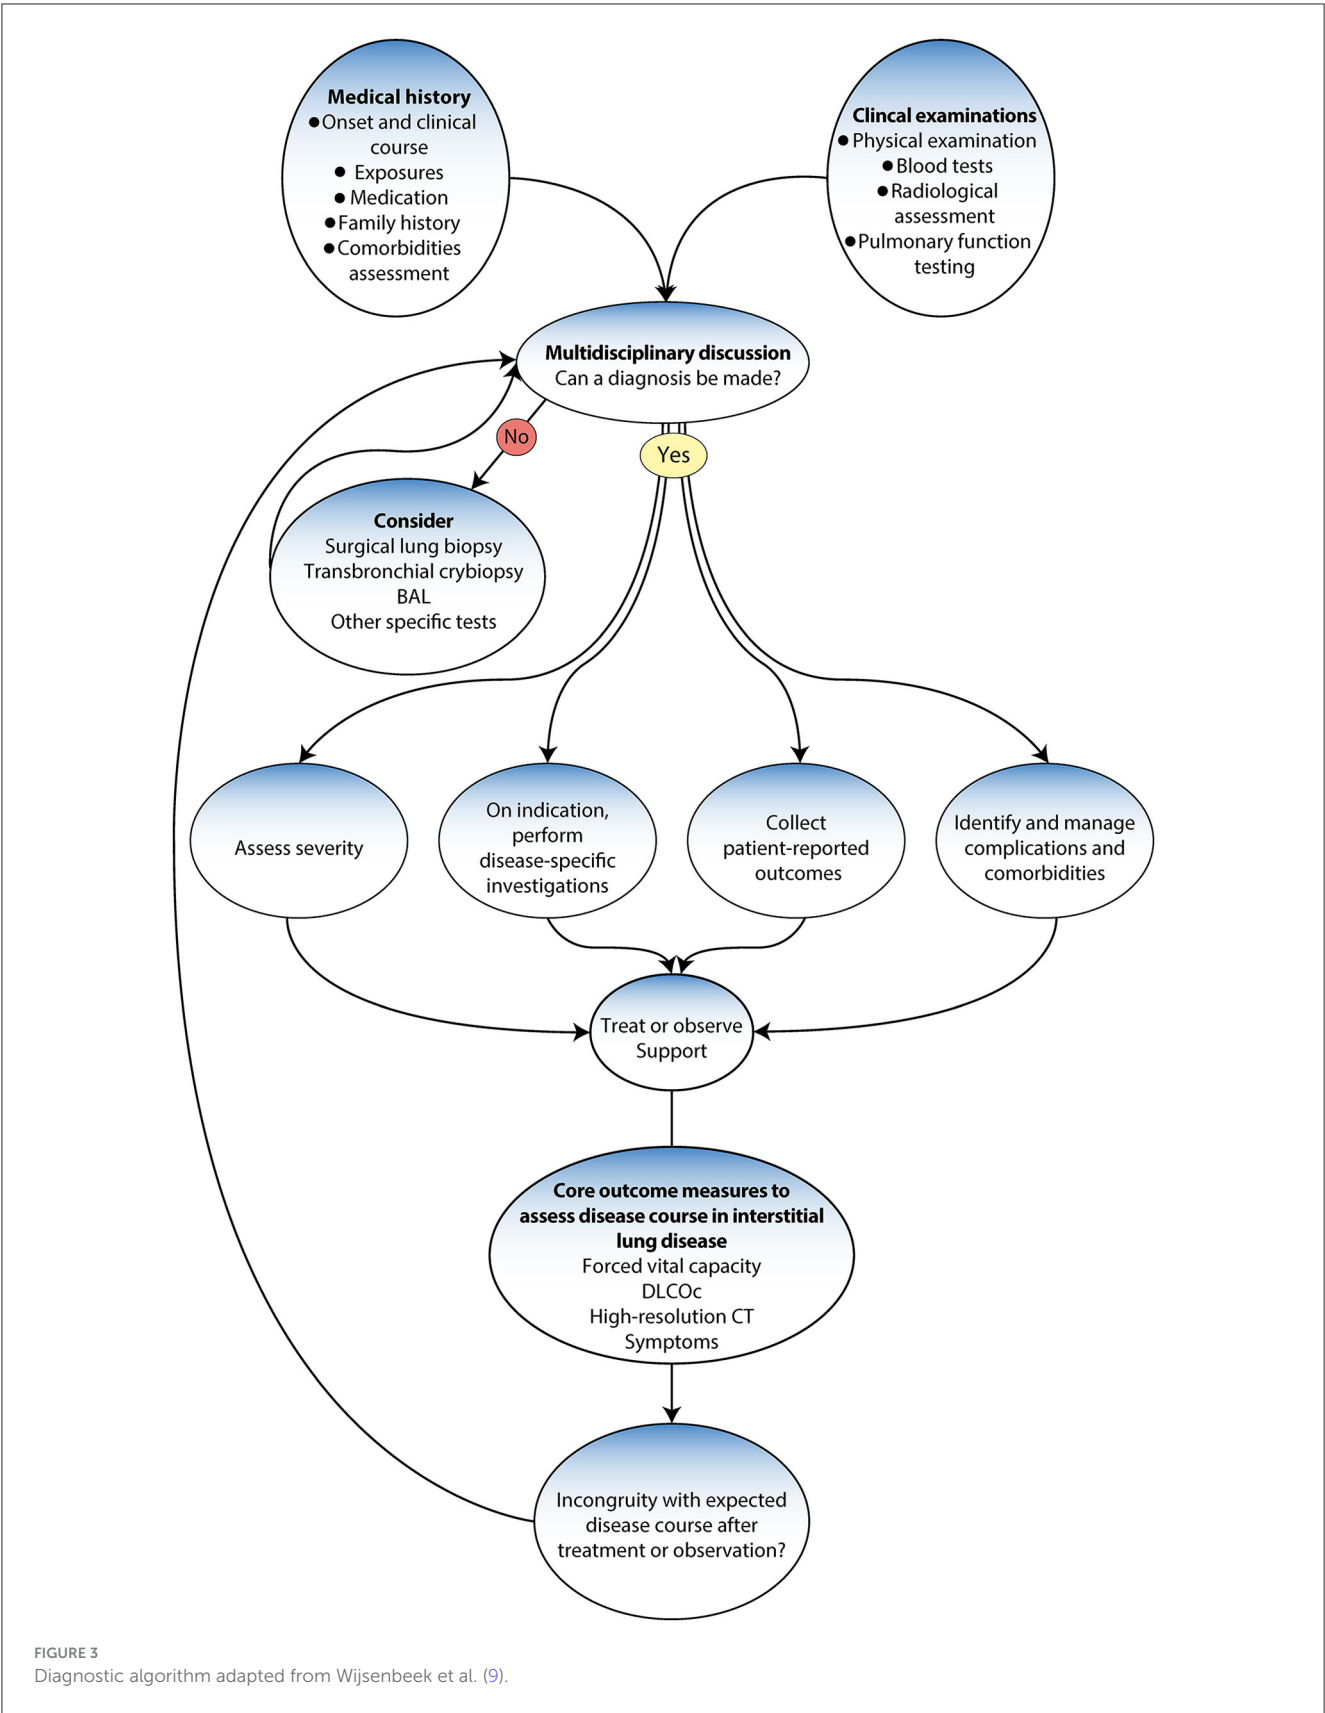 Medical history
●Onset and clinical
course
● Exposures
● Medication
●Family history
●Comorbidities
assessment
Clincal examinations
● Physical examination
●Blood tests
●Radiological
assessment
●Pulmonary function
testing
Multidisciplinary discussion
Can a diagnosis be made?
No
Yes
Consider
Surgical lung biopsy
Transbronchial crybiopsy
BAL
Other specific tests
Assess severity
On indication,
perform
disease-specific
investigations
Collect
patient-reported
outcomes
Identify and manage
complications and
comorbidities
Treat or observe
Support
Core outcome measures to
assess disease course in interstitial
lung disease
Forced vital capacity
DLCOc
High-resolution CT
Symptoms
Incongruity with expected
disease course after
treatment or observation?
FIGURE 3
Diagnostic algorithm adapted from Wijsenbeek et al. (9).